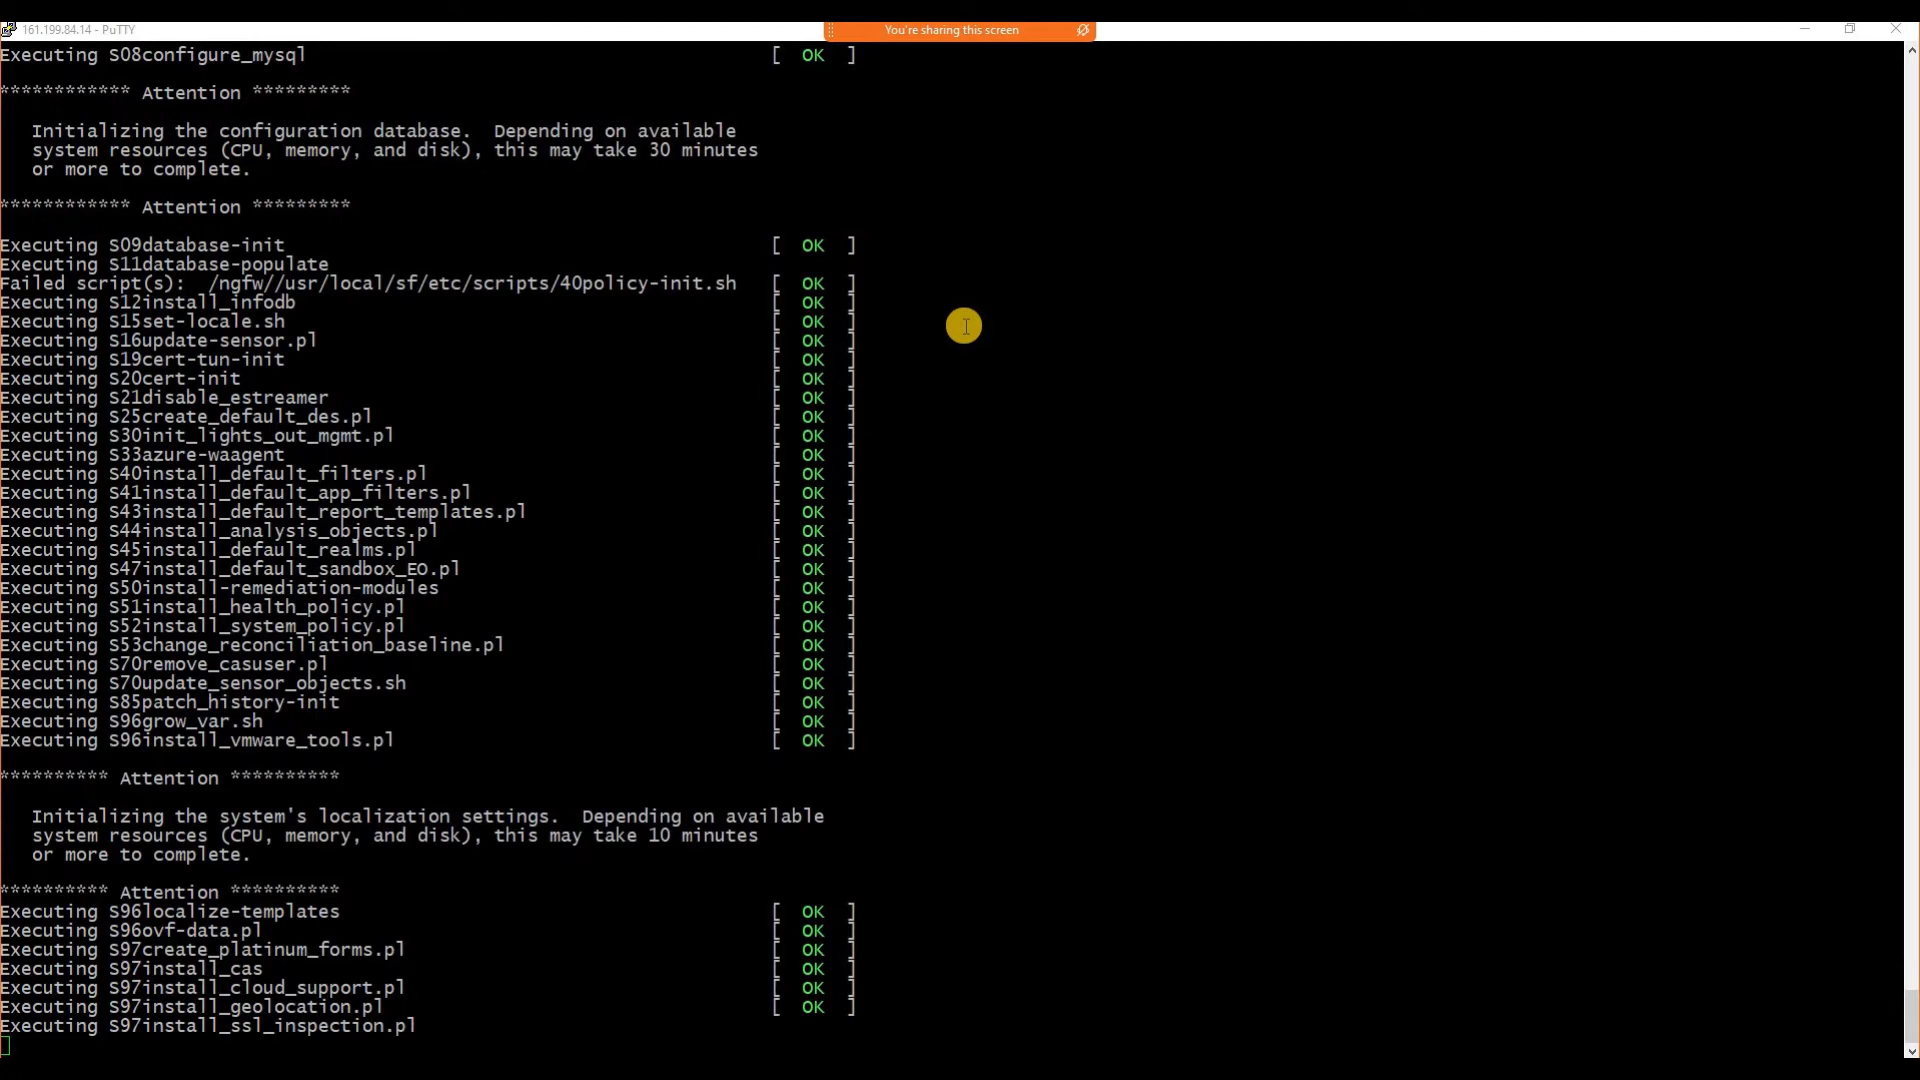 161.199.84.14 - PuTTY
You're sharing this screen
Executing S08configure_mysql [ OK ]
************ Attention *********
Initializing the configuration database.  Depending on available
system resources (CPU, memory, and disk), this may take 30 minutes
or more to complete.
************ Attention *********
Executing S09database-init [ OK ]
Executing S11database-populate
Failed script(s):  /ngfw//usr/local/sf/etc/scripts/40policy-init.sh [ OK ]
Executing S12install_infodb [ OK ]
Executing S15set-locale.sh [ OK ]
Executing S16update-sensor.pl [ OK ]
Executing S19cert-tun-init [ OK ]
Executing S20cert-init [ OK ]
Executing S21disable_estreamer [ OK ]
Executing S25create_default_des.pl [ OK ]
Executing S30init_lights_out_mgmt.pl [ OK ]
Executing S33azure-waagent [ OK ]
Executing S40install_default_filters.pl [ OK ]
Executing S41install_default_app_filters.pl [ OK ]
Executing S43install_default_report_templates.pl [ OK ]
Executing S44install_analysis_objects.pl [ OK ]
Executing S45install_default_realms.pl [ OK ]
Executing S47install_default_sandbox_EO.pl [ OK ]
Executing S50install-remediation-modules [ OK ]
Executing S51install_health_policy.pl [ OK ]
Executing S52install_system_policy.pl [ OK ]
Executing S53change_reconciliation_baseline.pl [ OK ]
Executing S70remove_casuser.pl [ OK ]
Executing S70update_sensor_objects.sh [ OK ]
Executing S85patch_history-init [ OK ]
Executing S96grow_var.sh [ OK ]
Executing S96install_vmware_tools.pl [ OK ]
********** Attention **********
Initializing the system's localization settings.  Depending on available
system resources (CPU, memory, and disk), this may take 10 minutes
or more to complete.
********** Attention **********
Executing S96localize-templates [ OK ]
Executing S96ovf-data.pl [ OK ]
Executing S97create_platinum_forms.pl [ OK ]
Executing S97install_cas [ OK ]
Executing S97install_cloud_support.pl [ OK ]
Executing S97install_geolocation.pl [ OK ]
Executing S97install_ssl_inspection.pl